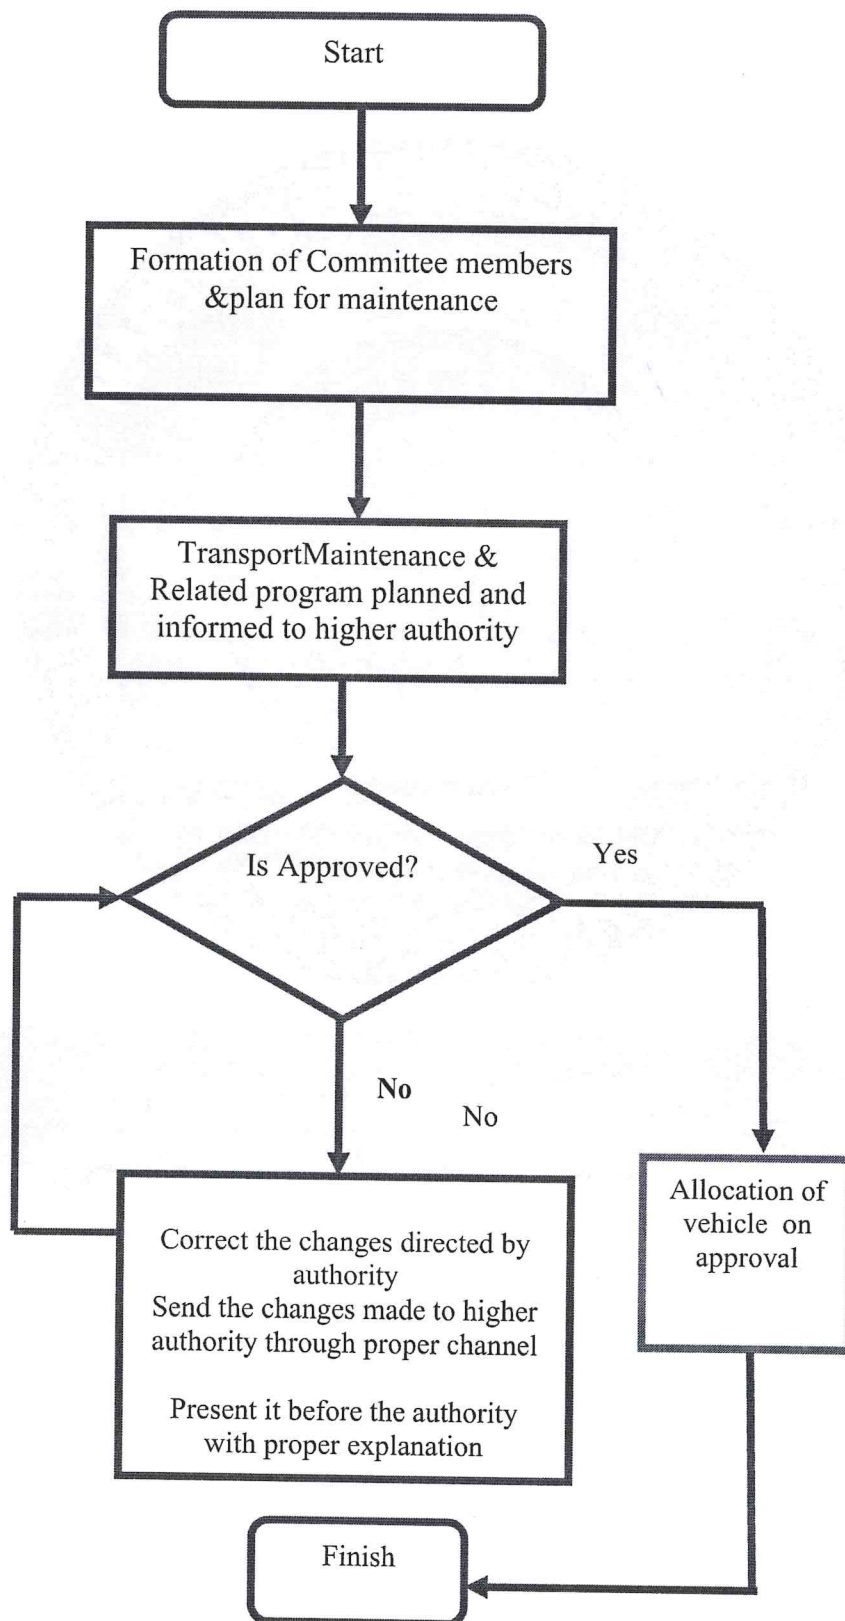 Start
Formation of Committee members
&plan for maintenance
TransportMaintenance &
Related program planned and
informed to higher authority
Is Approved?
Yes
No
No
Correct the changes directed by
authority
Send the changes made to higher
authority through proper channel
Present it before the authority
with proper explanation
Allocation of
vehicle on
approval
Finish